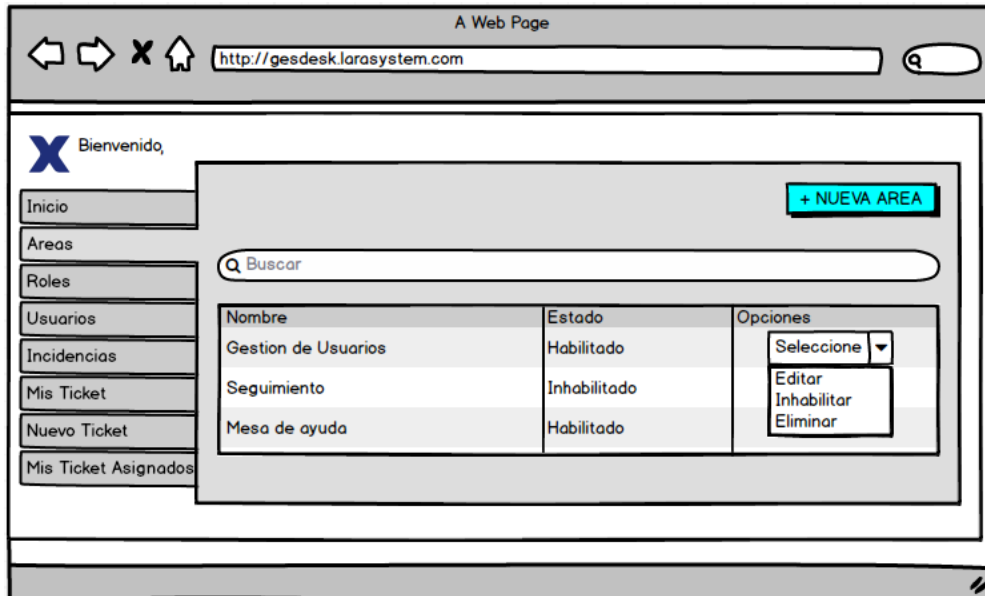 A Web Page
http://gesdesk.larasystem.com
Bienvenido,
+ NUEVA AREA
Inicio
Areas
Roles
Usuarios
Incidencias
Mis Ticket
Nuevo Ticket
Mis Ticket Asignados
Buscar
Nombre Estado Opciones
Gestion de Usuarios Habilitado Seleccione
Seguimiento Inhabilitado
Mesa de ayuda Habilitado
Editar
Inhabilitar
Eliminar